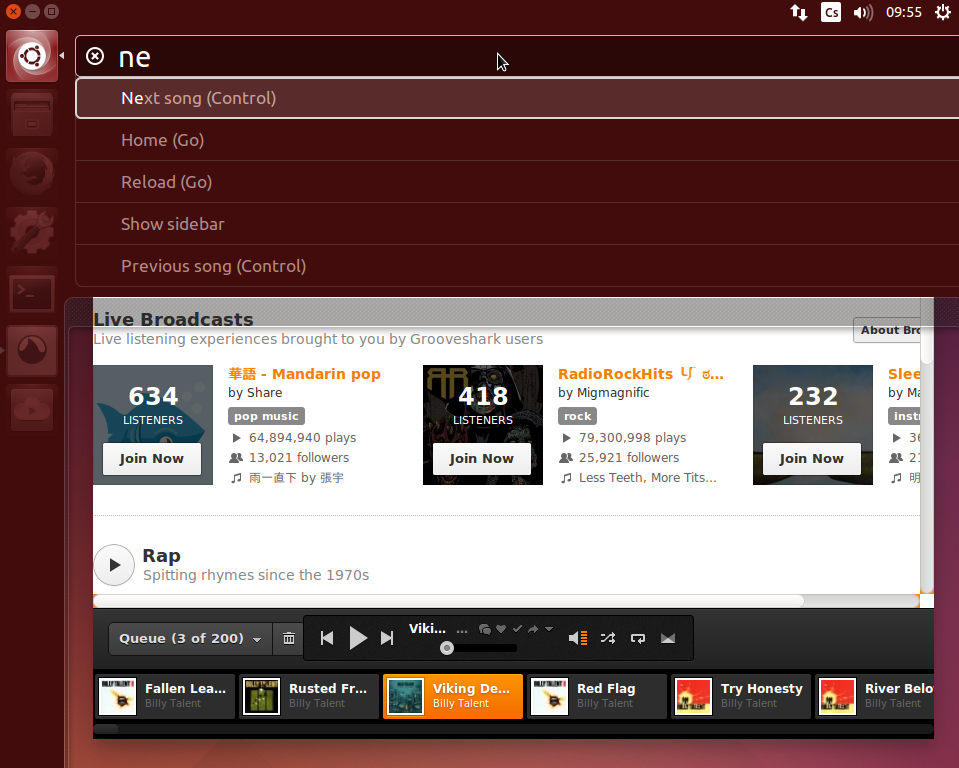 Cs 09:55
ne
Next song (Control)
Home (Go)
Reload (Go)
Show sidebar
Previous song (Control)
Live Broadcasts
Live listening experiences brought to you by Grooveshark users
About Bro
634
LISTENERS
Join Now
華語 - Mandarin pop
by Share
pop music
64,894,940 plays
13,021 followers
雨一直下 by 張宇
418
LISTENERS
Join Now
RadioRockHits
by Migmagnific
rock
79,300,998 plays
25,921 followers
Less Teeth, More Tits...
232
LISTENERS
Join Now
Slee
by Ma
instr
36
21
明
Rap
Spitting rhymes since the 1970s
Queue (3 of 200)
Viki... ...
Fallen Lea...
Billy Talent
Rusted Fr...
Billy Talent
Viking De...
Billy Talent
Red Flag
Billy Talent
Try Honesty
Billy Talent
River Belo
Billy Talent